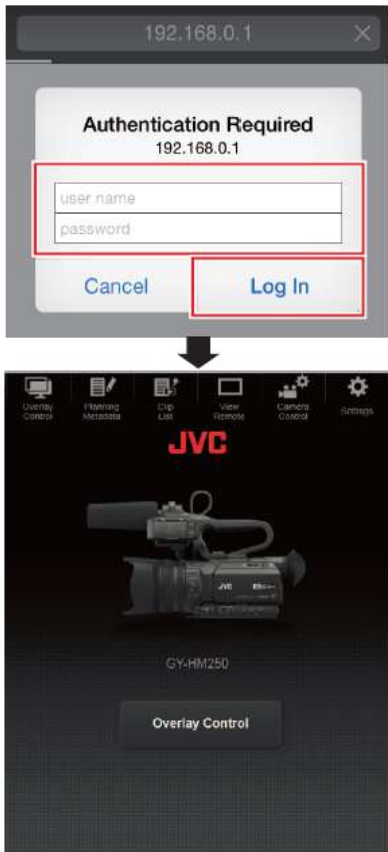 192.168.0.1
Authentication Required
192.168.0.1
user name
password
Cancel Log In
Overlay Control
Planning Metadata
Clip List
View Remote
Camera Control
Settings
JVC
JVC
GY-HM250
Overlay Control